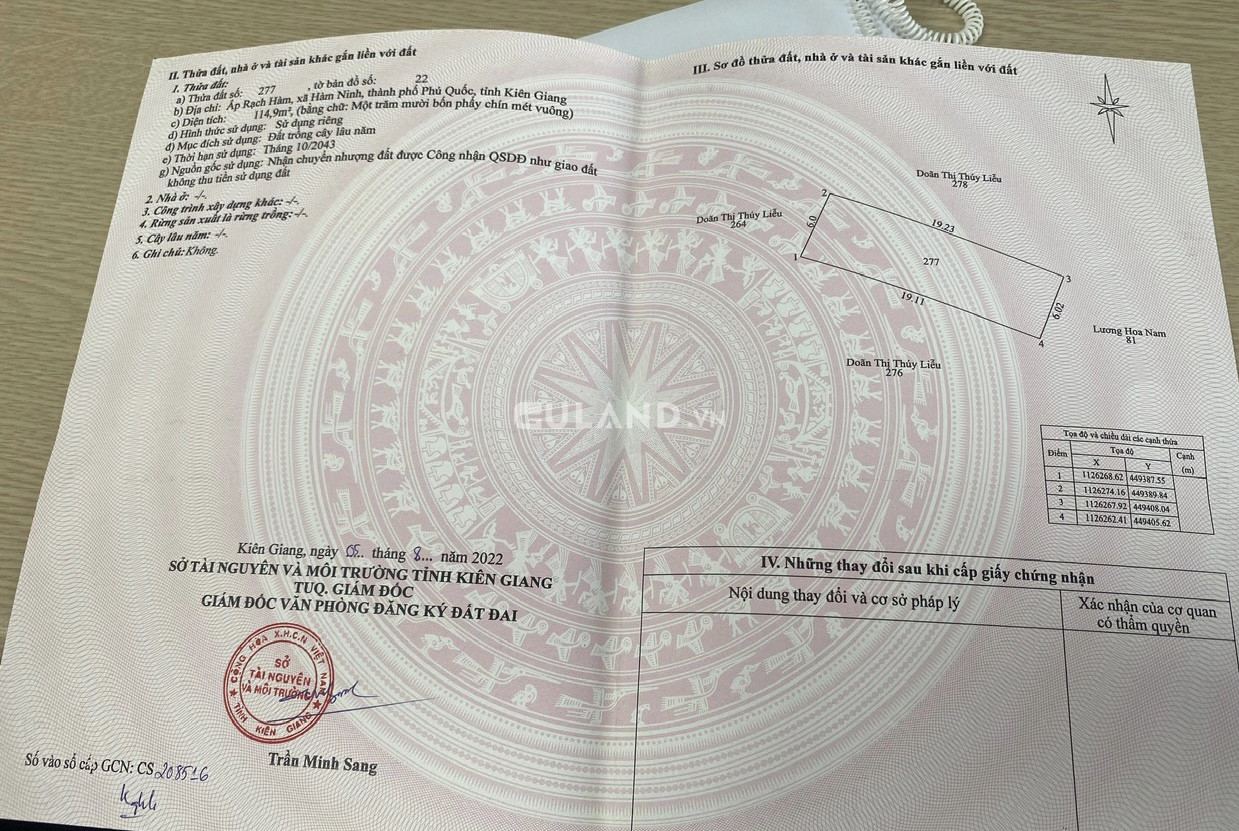 II. Thửa đất, nhà ở và tài sản khác gắn liền với đất
1. Thửa đất:
a) Thửa đất số: 277 , tờ bản đồ số: 22
b) Địa chỉ: Ấp Rạch Hàm, xã Hàm Ninh, thành phố Phú Quốc, tỉnh Kiên Giang
c) Diện tích: 114,9m², (bằng chữ: Một trăm mười bốn phẩy chín mét vuông)
d) Hình thức sử dụng: Sử dụng riêng
đ) Mục đích sử dụng: Đất trồng cây lâu năm
e) Thời hạn sử dụng: Tháng 10/2043
g) Nguồn gốc sử dụng: Nhận chuyển nhượng đất được Công nhận QSDĐ như giao đất
không thu tiền sử dụng đất
2. Nhà ở: -/-.
3. Công trình xây dựng khác: -/-.
4. Rừng sản xuất là rừng trồng: -/-.
5. Cây lâu năm: -/-.
6. Ghi chú: Không.
Kiên Giang, ngày 05.. tháng 8... năm 2022
SỞ TÀI NGUYÊN VÀ MÔI TRƯỜNG TỈNH KIÊN GIANG
TUQ. GIÁM ĐỐC
GIÁM ĐỐC VĂN PHÒNG ĐĂNG KÝ ĐẤT ĐAI
CỘNG HÒA X.H.C.N VIỆT NAM
SỞ
TÀI NGUYÊN
VÀ MÔI TRƯỜNG
TỈNH KIÊN GIANG
Trần Minh Sang
Số vào sổ cấp GCN: CS 208516
III. Sơ đồ thửa đất, nhà ở và tài sản khác gắn liền với đất
Doãn Thị Thúy Liễu
278
Doãn Thị Thúy Liễu
264
2
6.0
19.23
1
277
3
19.11
6.02
4
Lương Hoa Nam
81
Doãn Thị Thúy Liễu
276
GULAND.VN
Tọa độ và chiều dài các cạnh thửa
Điểm Tọa độ Cạnh (m)
X Y
1 1126268.62 449387.55
2 1126274.16 449389.84
3 1126267.92 449408.04
4 1126262.41 449405.62
IV. Những thay đổi sau khi cấp giấy chứng nhận
Nội dung thay đổi và cơ sở pháp lý
Xác nhận của cơ quan
có thẩm quyền